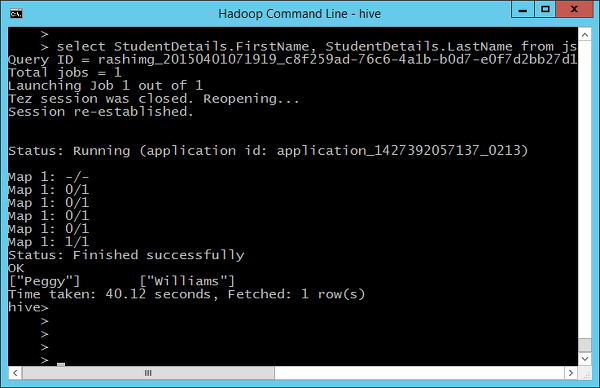 Hadoop Command Line - hive
>
> select StudentDetails.FirstName, StudentDetails.LastName from js
Query ID = rashimg_20150401071919_c8f259ad-76c6-4a1b-b0d7-e0f7d2bb27d1
Total jobs = 1
Launching Job 1 out of 1
Tez session was closed. Reopening...
Session re-established.
Status: Running (application id: application_1427392057137_0213)
Map 1: -/-
Map 1: 0/1
Map 1: 0/1
Map 1: 0/1
Map 1: 0/1
Map 1: 1/1
Status: Finished successfully
OK
["Peggy"] ["Williams"]
Time taken: 40.12 seconds, Fetched: 1 row(s)
hive>
>
>
>
> _